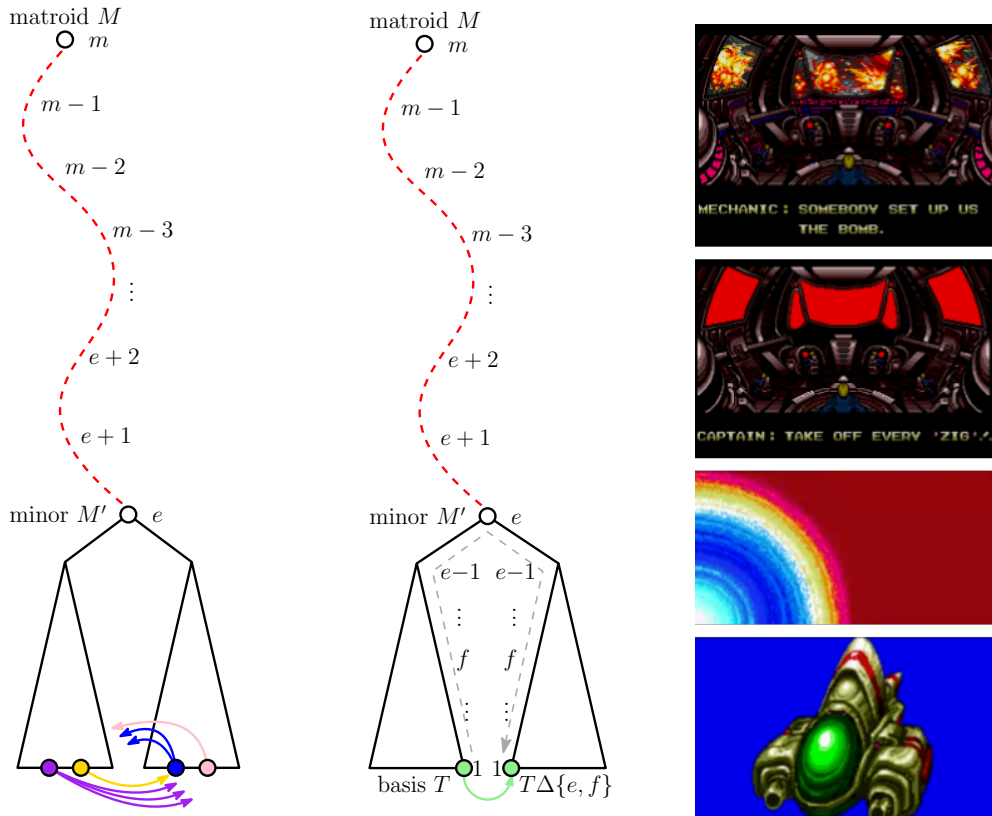 matroid M
m
m − 1
m − 2
m − 3
⋮
e + 2
e + 1
minor M′
e
matroid M
m
m − 1
m − 2
m − 3
⋮
e + 2
e + 1
minor M′
e
e−1 e−1
⋮ ⋮
f f
⋮ ⋮
1 1
basis T
TΔ{e, f}
MECHANIC: SOMEBODY SET UP US
THE BOMB.
CAPTAIN: TAKE OFF EVERY 'ZIG'